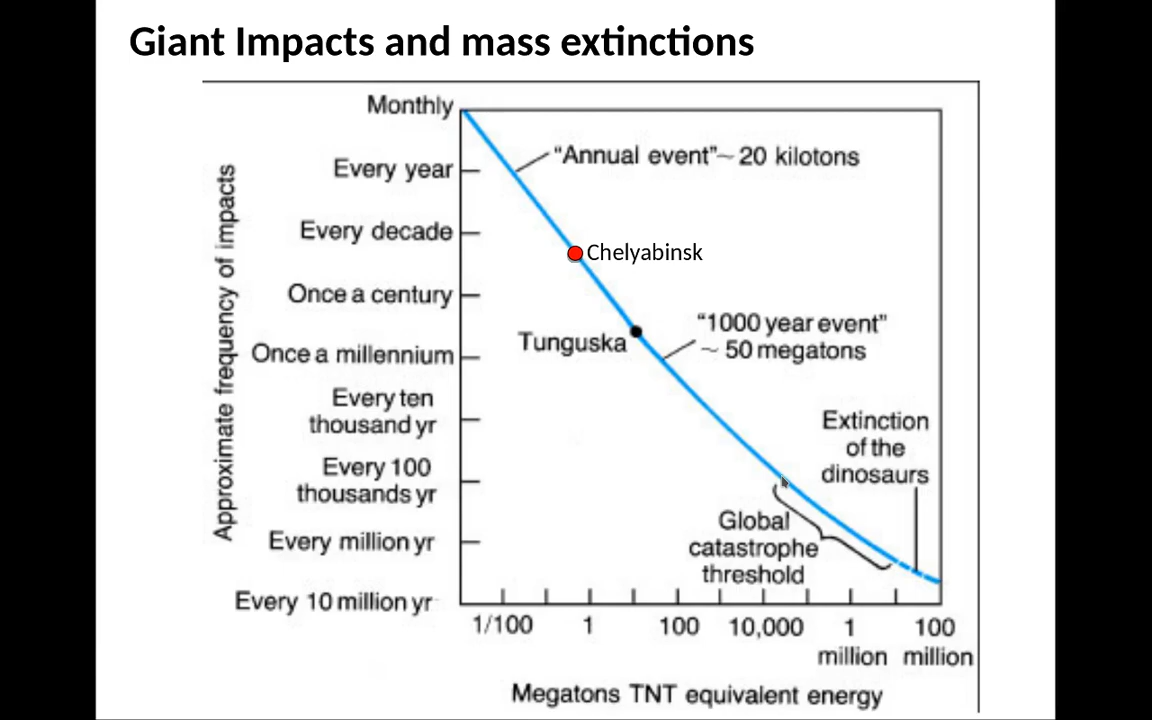 Giant Impacts and mass extinctions
Monthly
Every year
Every decade
Once a century
Once a millennium
Every ten
thousand yr
Every 100
thousands yr
Every million yr
Every 10 million yr
Approximate frequency of impacts
“Annual event”~ 20 kilotons
Chelyabinsk
Tunguska
“1000 year event”
~ 50 megatons
Extinction
of the
dinosaurs
Global
catastrophe
threshold
1/100 1 100 10,000 1 100
million million
Megatons TNT equivalent energy